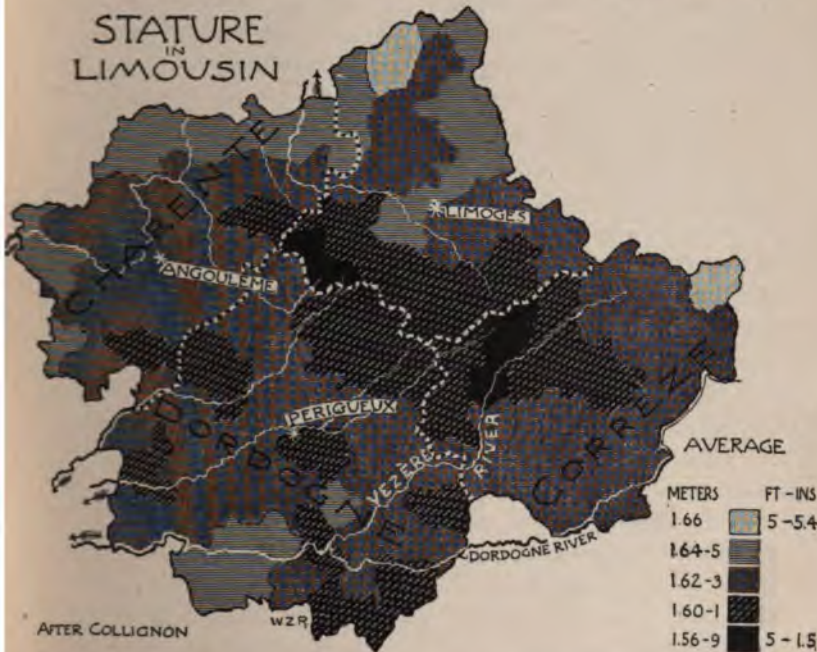 STATURE
IN
LIMOUSIN
CHARENTE
LIMOGES
ANGOULEME
PERIGUEUX
DORDOGNE
VEZÈRE RIVER
CORREZE
DORDOGNE RIVER
W.Z.R.
AFTER COLLIGNON
AVERAGE
METERS FT-INS
1.66 5-5.4
1.64-5
1.62-3
1.60-1
1.56-9 5-1.5